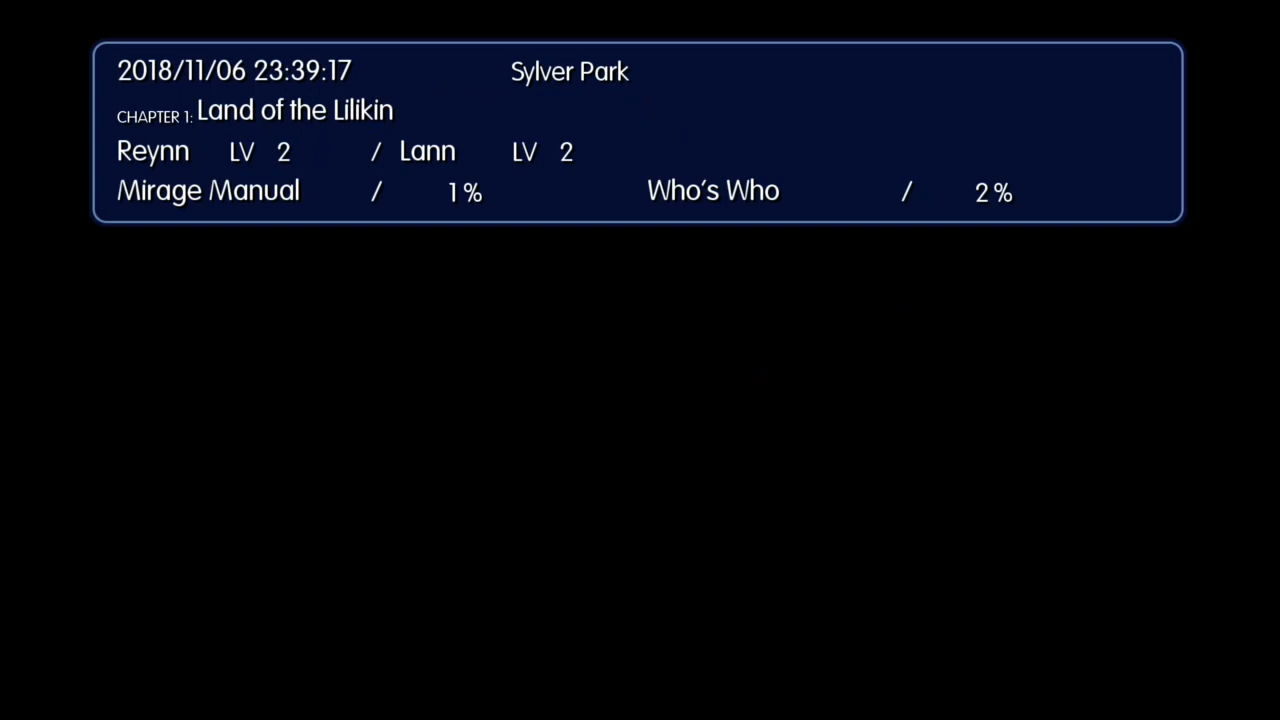 2018/11/06 23:39:17 Sylver Park
CHAPTER 1: Land of the Lilikin
Reynn LV 2 / Lann LV 2
Mirage Manual / 1% Who's Who / 2%